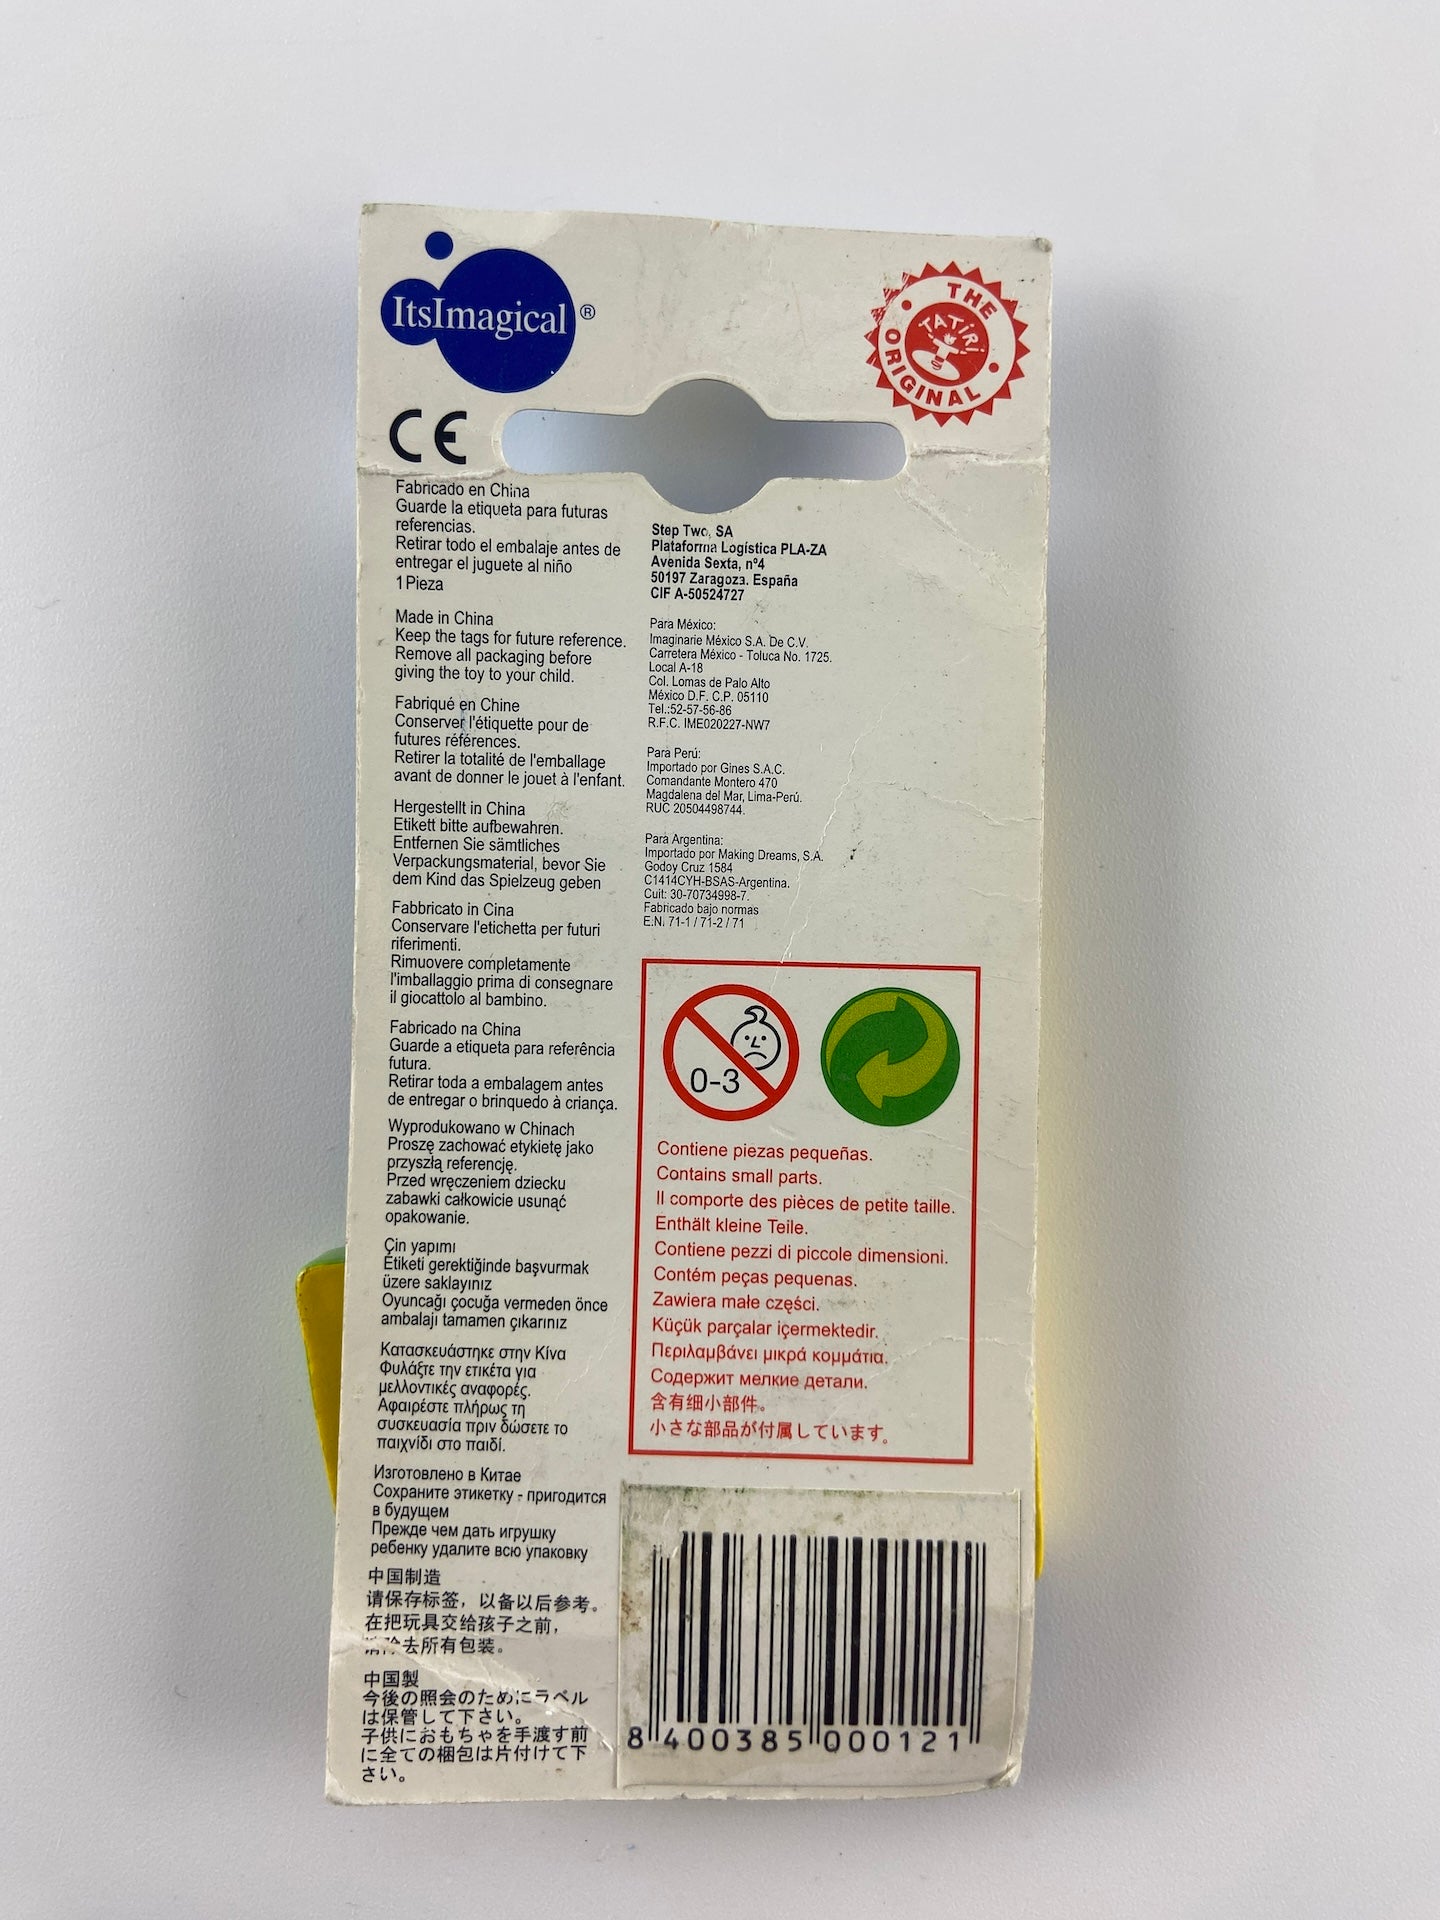 ItsImagical®
THE ORIGINAL
TATIRI
CE
Fabricado en China
Guarde la etiqueta para futuras
referencias.
Retirar todo el embalaje antes de
entregar el juguete al niño
1Pieza
Made in China
Keep the tags for future reference.
Remove all packaging before
giving the toy to your child.
Fabriqué en Chine
Conserver l'étiquette pour de
futures références.
Retirer la totalité de l'emballage
avant de donner le jouet à l'enfant.
Hergestellt in China
Etikett bitte aufbewahren.
Entfernen Sie sämtliches
Verpackungsmaterial, bevor Sie
dem Kind das Spielzeug geben
Fabbricato in Cina
Conservare l'etichetta per futuri
riferimenti.
Rimuovere completamente
l'imballaggio prima di consegnare
il giocattolo al bambino.
Fabricado na China
Guarde a etiqueta para referência
futura.
Retirar toda a embalagem antes
de entregar o brinquedo à criança.
Wyprodukowano w Chinach
Proszę zachować etykietę jako
przyszłą referencję.
Przed wręczeniem dziecku
zabawki całkowicie usunąć
opakowanie.
Çin yapımı
Etiketi gerektiğinde başvurmak
üzere saklayınız
Oyuncağı çocuğa vermeden önce
ambalajı tamamen çıkarınız
Κατασκευάστηκε στην Κίνα
Φυλάξτε την ετικέτα για
μελλοντικές αναφορές.
Αφαιρέστε πλήρως τη
συσκευασία πριν δώσετε το
παιχνίδι στο παιδί.
Изготовлено в Китае
Сохраните этикетку - пригодится
в будущем
Прежде чем дать игрушку
ребенку удалите всю упаковку
中国制造
请保存标签，以备以后参考。
在把玩具交给孩子之前，
去所有包装。
中国製
今後の照会のためにラベル
は保管して下さい。
子供におもちゃを手渡す前
に全ての梱包は片付けて下
さい。
Step Two, SA
Plataforma Logística PLA-ZA
Avenida Sexta, nº4
50197 Zaragoza. España
CIF A-50524727
Para México:
Imaginarie México S.A. De C.V.
Carretera México - Toluca No. 1725.
Local A-18
Col. Lomas de Palo Alto
México D.F. C.P. 05110
Tel.:52-57-56-86
R.F.C. IME020227-NW7
Para Perú:
Importado por Gines S.A.C.
Comandante Montero 470
Magdalena del Mar, Lima-Perú.
RUC 20504498744.
Para Argentina:
Importado por Making Dreams, S.A.
Godoy Cruz 1584
C1414CYH-BSAS-Argentina.
Cuit: 30-70734998-7.
Fabricado bajo normas
E.N. 71-1 / 71-2 / 71
0-3
Contiene piezas pequeñas.
Contains small parts.
Il comporte des pièces de petite taille.
Enthält kleine Teile.
Contiene pezzi di piccole dimensioni.
Contém peças pequenas.
Zawiera małe części.
Küçük parçalar içermektedir.
Περιλαμβάνει μικρά κομμάτια.
Содержит мелкие детали.
含有细小部件。
小さな部品が付属しています。
8 400385 000121